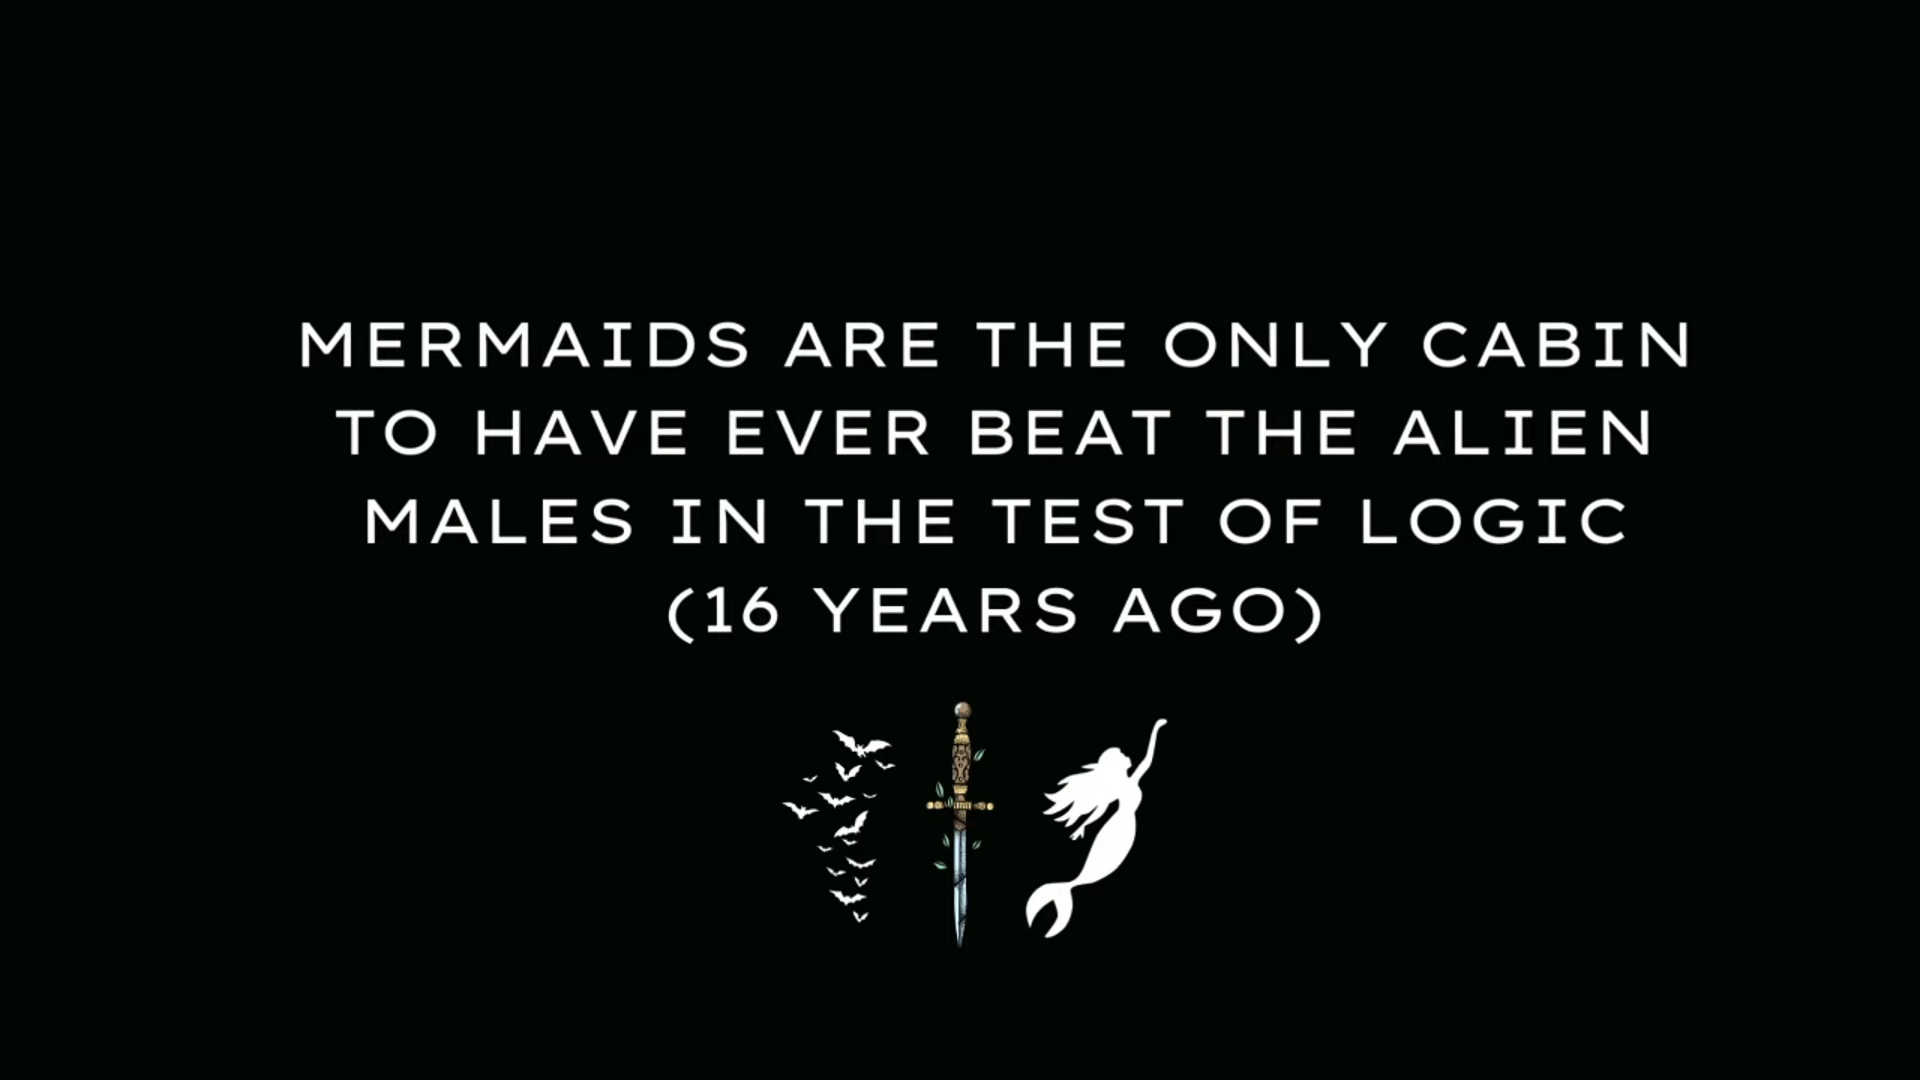 MERMAIDS ARE THE ONLY CABIN
TO HAVE EVER BEAT THE ALIEN
MALES IN THE TEST OF LOGIC
(16 YEARS AGO)